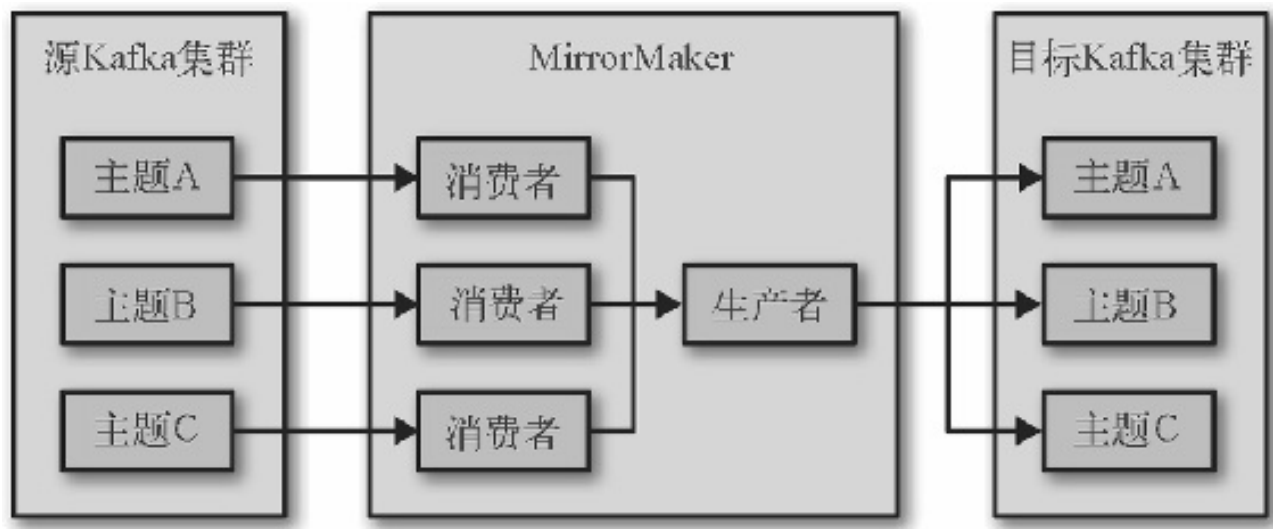 源Kafka集群
MirrorMaker
目标Kafka集群
主题A
消费者
主题A
主题B
消费者
生产者
主题B
主题C
消费者
主题C